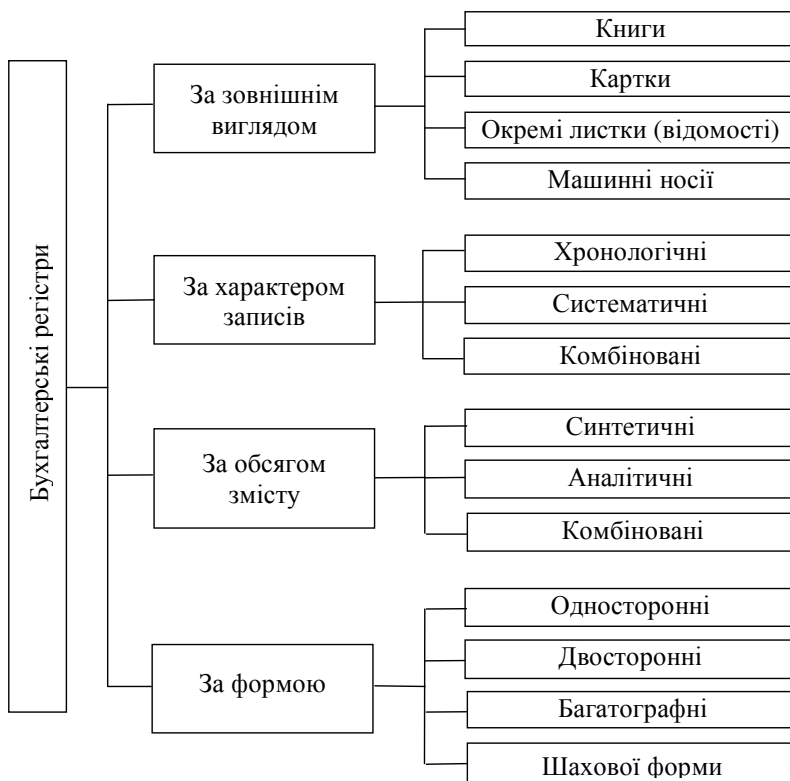 Бухгалтерські регістри
За зовнішнім
виглядом
Книги
Картки
Окремі листки (відомості)
Машинні носії
За характером
записів
Хронологічні
Систематичні
Комбіновані
За обсягом
змісту
Синтетичні
Аналітичні
Комбіновані
За формою
Односторонні
Двосторонні
Багатографні
Шахової форми